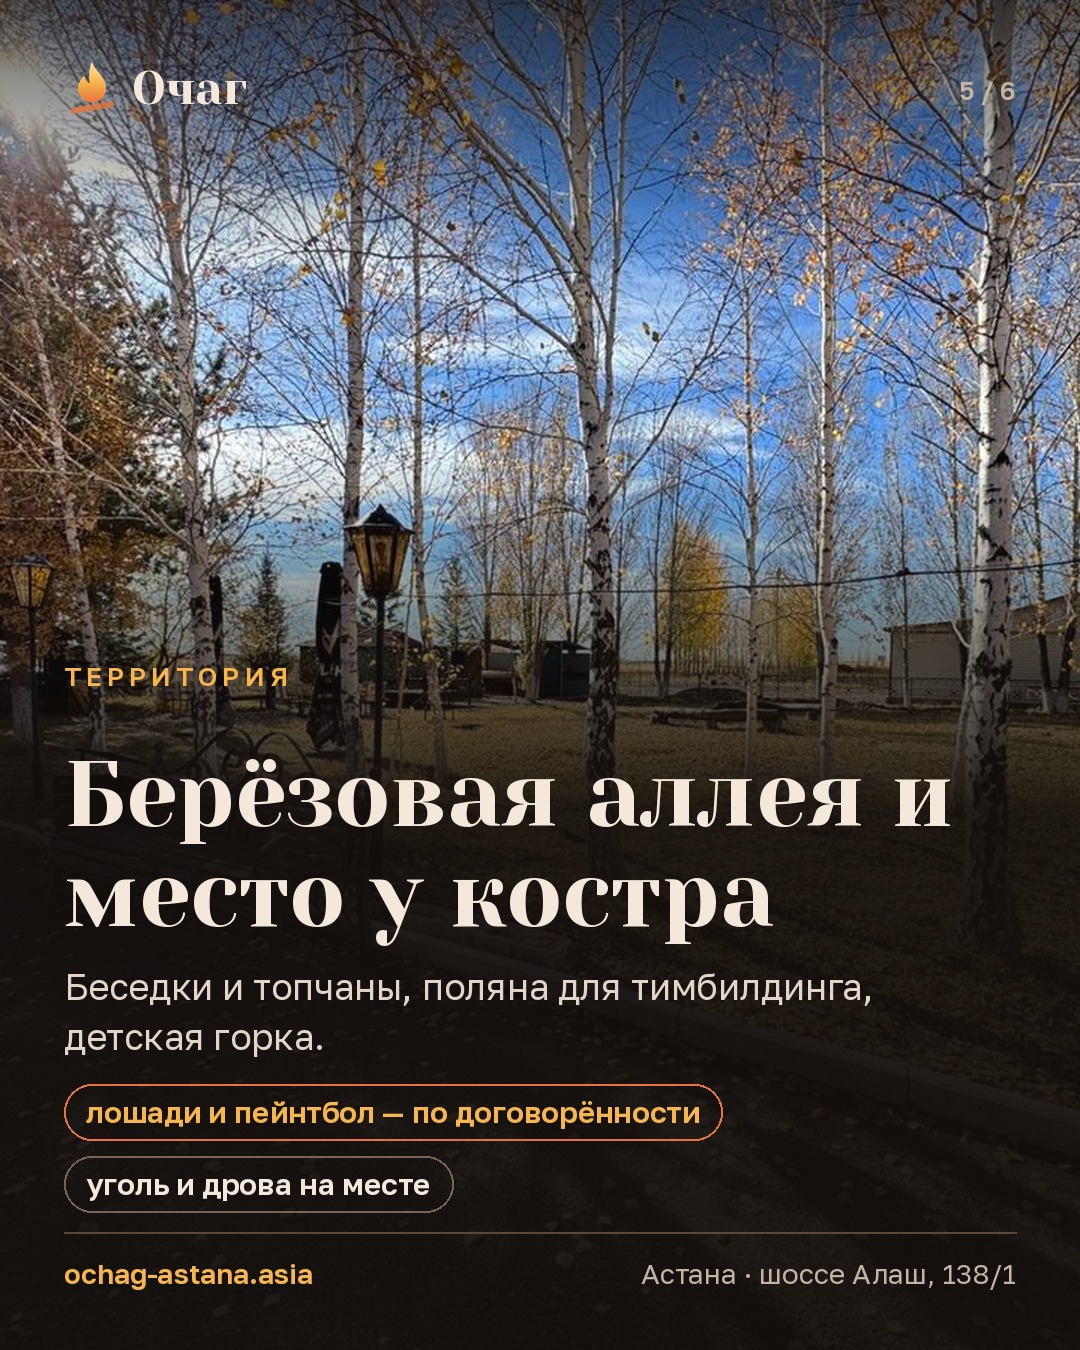 Очаг
5 / 6
ТЕРРИТОРИЯ
Берёзовая аллея и
место у костра
Беседки и топчаны, поляна для тимбилдинга,
детская горка.
лошади и пейнтбол — по договорённости
уголь и дрова на месте
ochag-astana.asia
Астана · шоссе Алаш, 138/1